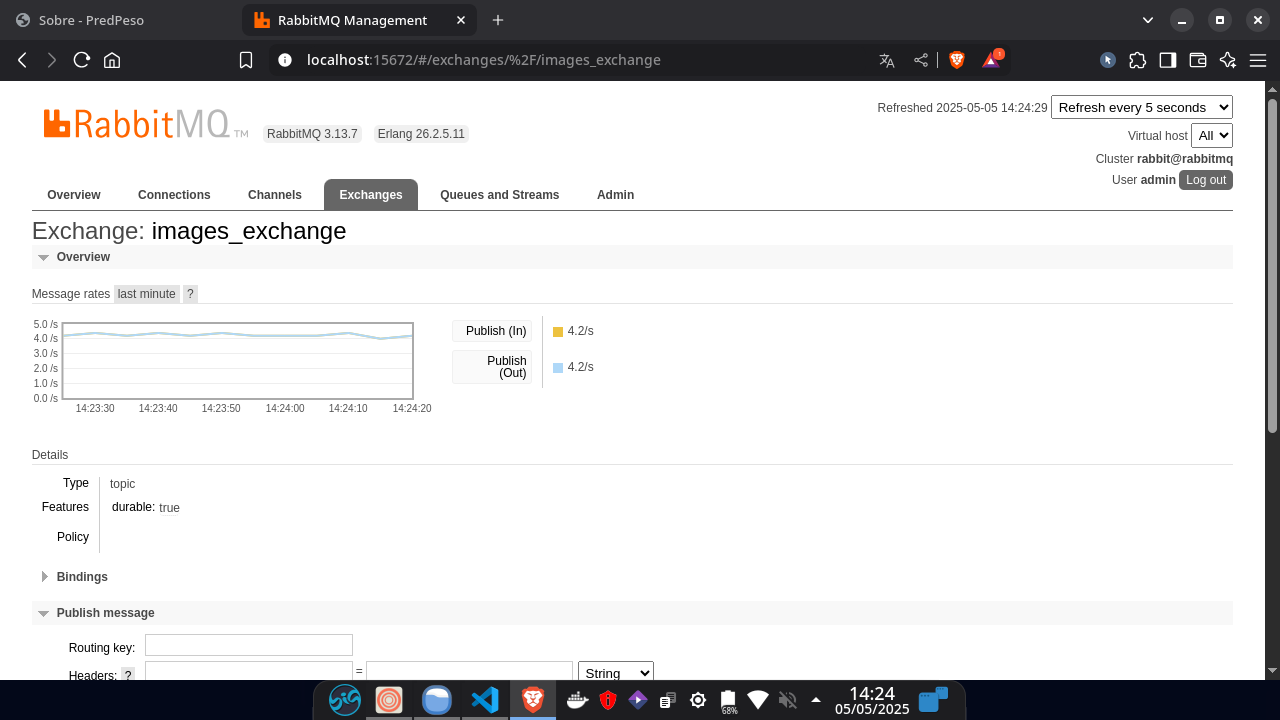 Sobre - PredPeso
RabbitMQ Management
localhost:15672/#/exchanges/%2F/images_exchange
1
RabbitMQ TM
RabbitMQ 3.13.7
Erlang 26.2.5.11
Refreshed 2025-05-05 14:24:29
Refresh every 5 seconds
Virtual host
All
Cluster rabbit@rabbitmq
User admin
Log out
Overview
Connections
Channels
Exchanges
Queues and Streams
Admin
Exchange: images_exchange
Overview
Message rates last minute ?
5.0 /s
4.0 /s
3.0 /s
2.0 /s
1.0 /s
0.0 /s
14:23:30
14:23:40
14:23:50
14:24:00
14:24:10
14:24:20
Publish (In)
4.2/s
Publish
(Out)
4.2/s
Details
Type
topic
Features
durable: true
Policy
Bindings
Publish message
Routing key:
Headers: ?
=
String
68%
14:24
05/05/2025